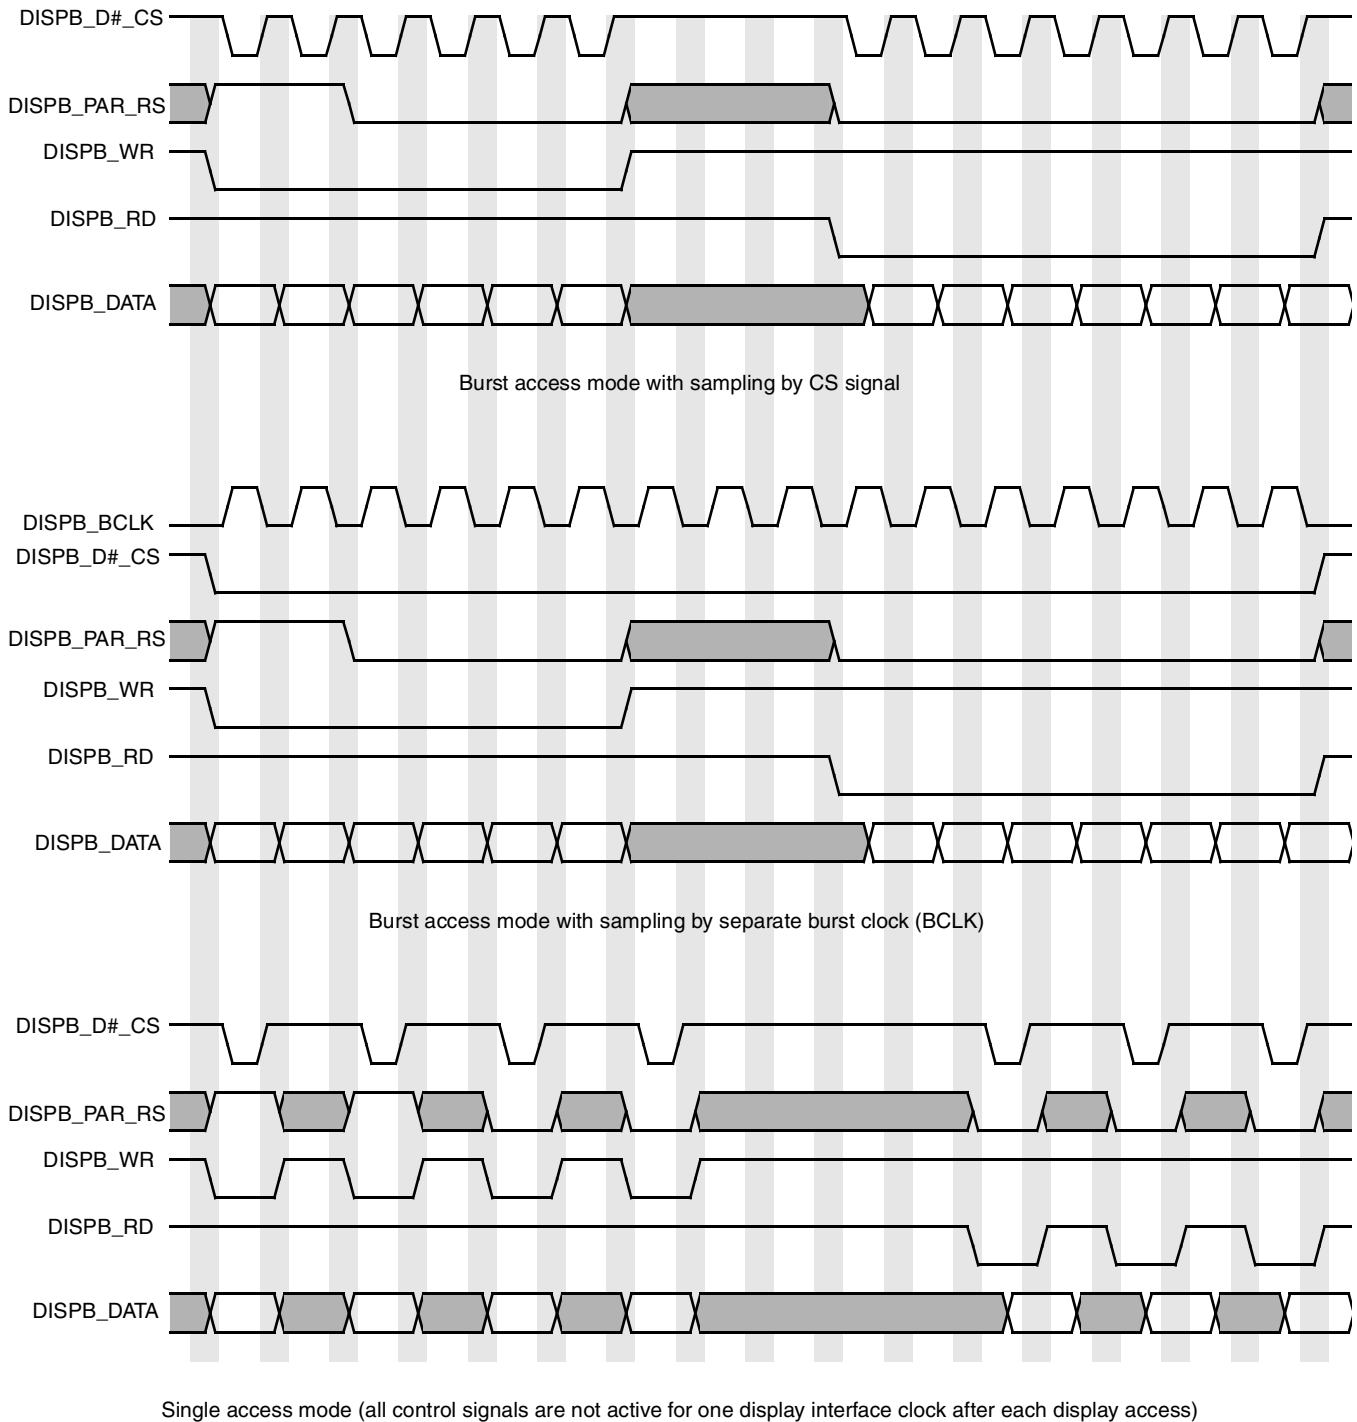 DISPB_D#_CS
DISPB_PAR_RS
DISPB_WR
DISPB_RD
DISPB_DATA
Burst access mode with sampling by CS signal
DISPB_BCLK
DISPB_D#_CS
DISPB_PAR_RS
DISPB_WR
DISPB_RD
DISPB_DATA
Burst access mode with sampling by separate burst clock (BCLK)
DISPB_D#_CS
DISPB_PAR_RS
DISPB_WR
DISPB_RD
DISPB_DATA
Single access mode (all control signals are not active for one display interface clock after each display access)